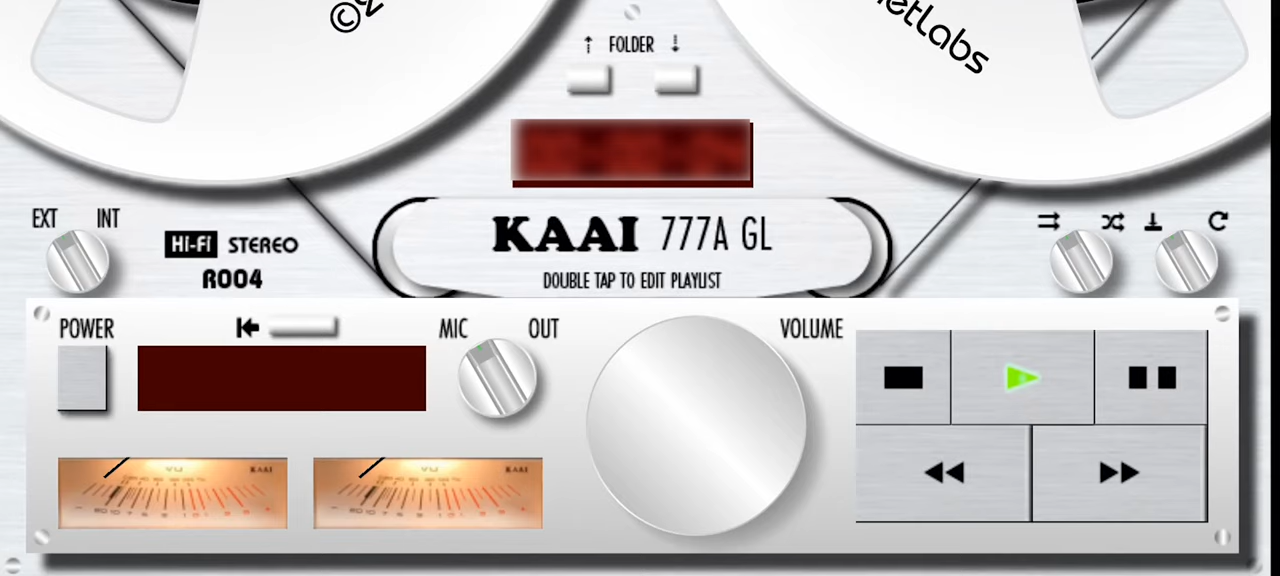 ©
netLabs
FOLDER
EXT INT
Hi-Fi STEREO
R004
KAAI 777A GL
DOUBLE TAP TO EDIT PLAYLIST
POWER
MIC OUT
VOLUME
VU KAAI
VU KAAI